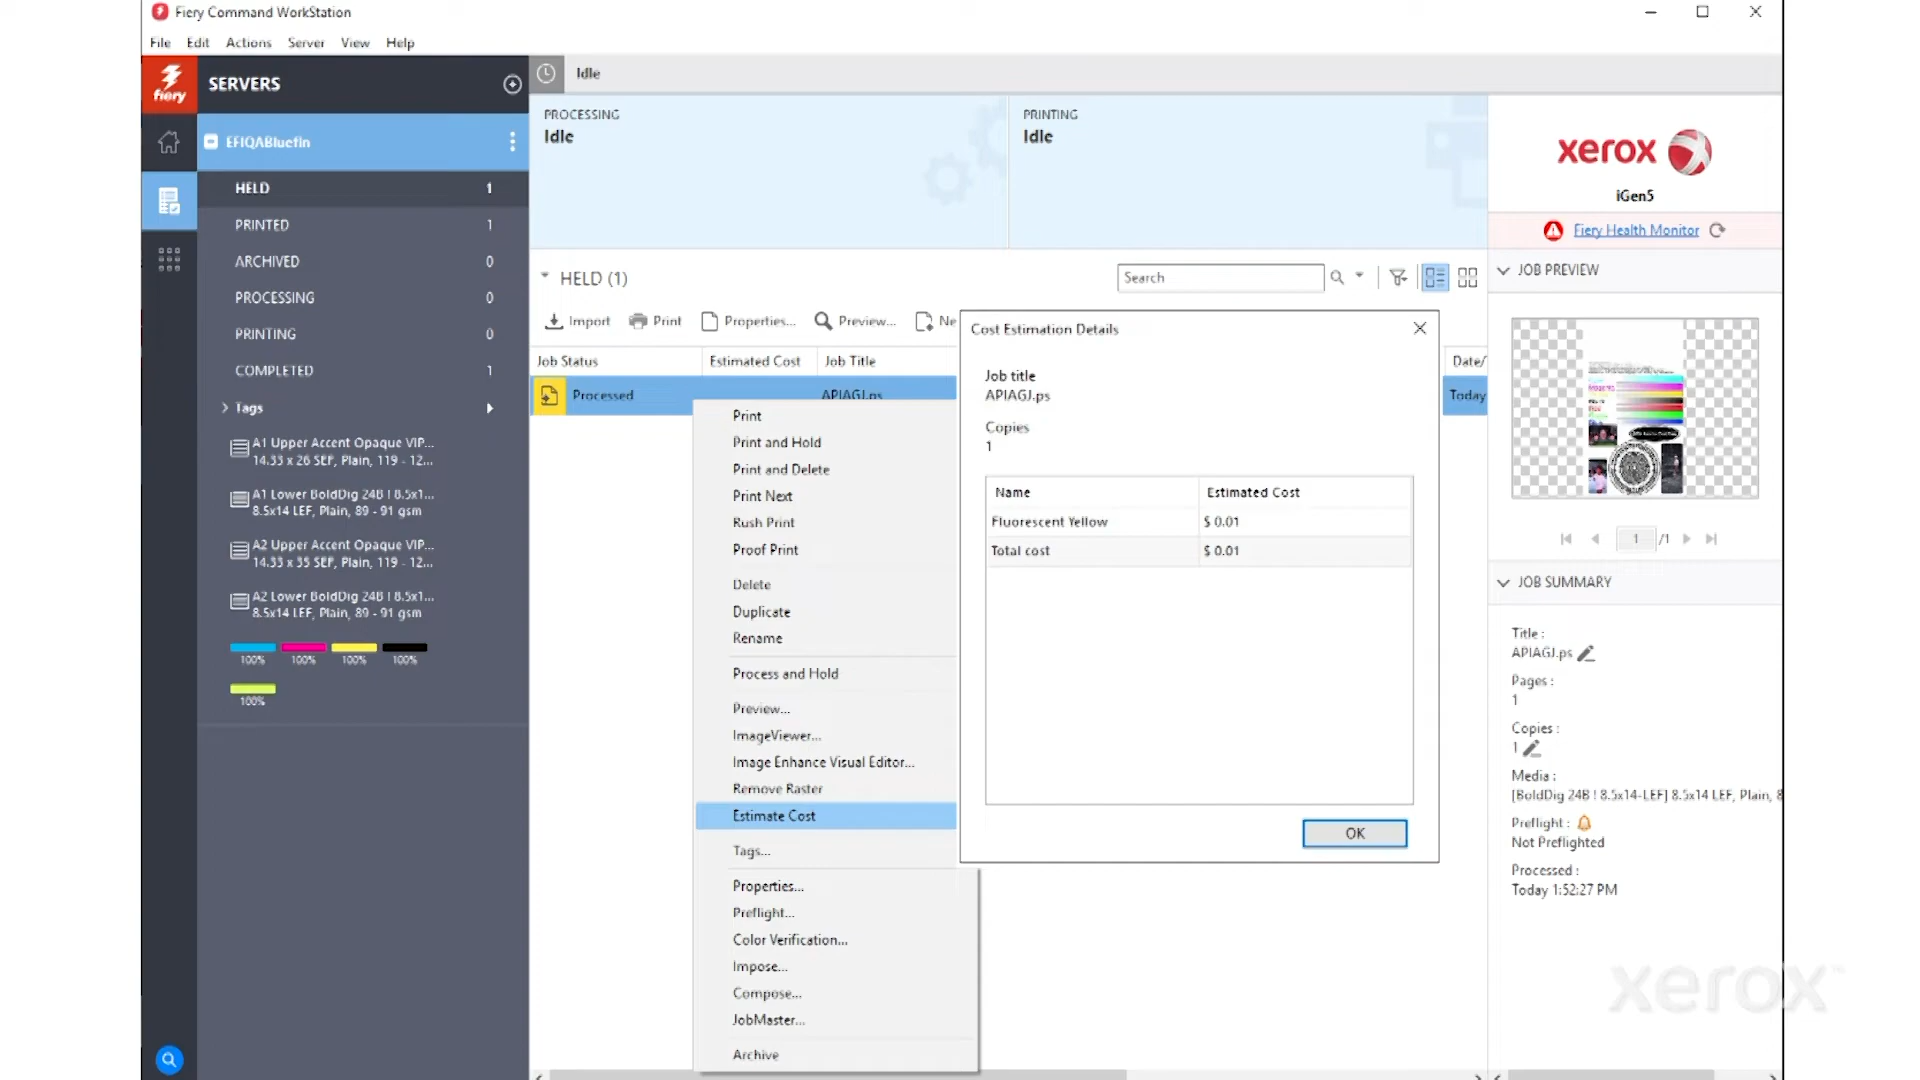 Fiery Command WorkStation
File Edit Actions Server View Help
fiery
SERVERS
Idle
EFIQABluefin
HELD 1
PRINTED 1
ARCHIVED 0
PROCESSING 0
PRINTING 0
COMPLETED 1
Tags
A1 Upper Accent Opaque VIP...
14.33 x 26 SEF, Plain, 119 - 12...
A1 Lower BoldDig 24B ! 8.5x1...
8.5x14 LEF, Plain, 89 - 91 gsm
A2 Upper Accent Opaque VIP...
14.33 x 35 SEF, Plain, 119 - 12...
A2 Lower BoldDig 24B ! 8.5x1...
8.5x14 LEF, Plain, 89 - 91 gsm
100% 100% 100% 100%
100%
PROCESSING
Idle
PRINTING
Idle
HELD (1)
Search
Import Print Properties... Preview... Ne
Job Status Estimated Cost Job Title Date/
Processed APIAGJ.ps Today
Print
Print and Hold
Print and Delete
Print Next
Rush Print
Proof Print
Delete
Duplicate
Rename
Process and Hold
Preview...
ImageViewer...
Image Enhance Visual Editor...
Remove Raster
Estimate Cost
Tags...
Properties...
Preflight...
Color Verification...
Impose...
Compose...
JobMaster...
Archive
Cost Estimation Details
Job title
APIAGJ.ps
Copies
1
Name Estimated Cost
Fluorescent Yellow $ 0.01
Total cost $ 0.01
OK
xerox
iGen5
Fiery Health Monitor
JOB PREVIEW
1 /1
JOB SUMMARY
Title :
APIAGJ.ps
Pages :
1
Copies :
1
Media :
[BoldDig 24B ! 8.5x14-LEF] 8.5x14 LEF, Plain, 8
Preflight :
Not Preflighted
Processed :
Today 1:52:27 PM
xerox™